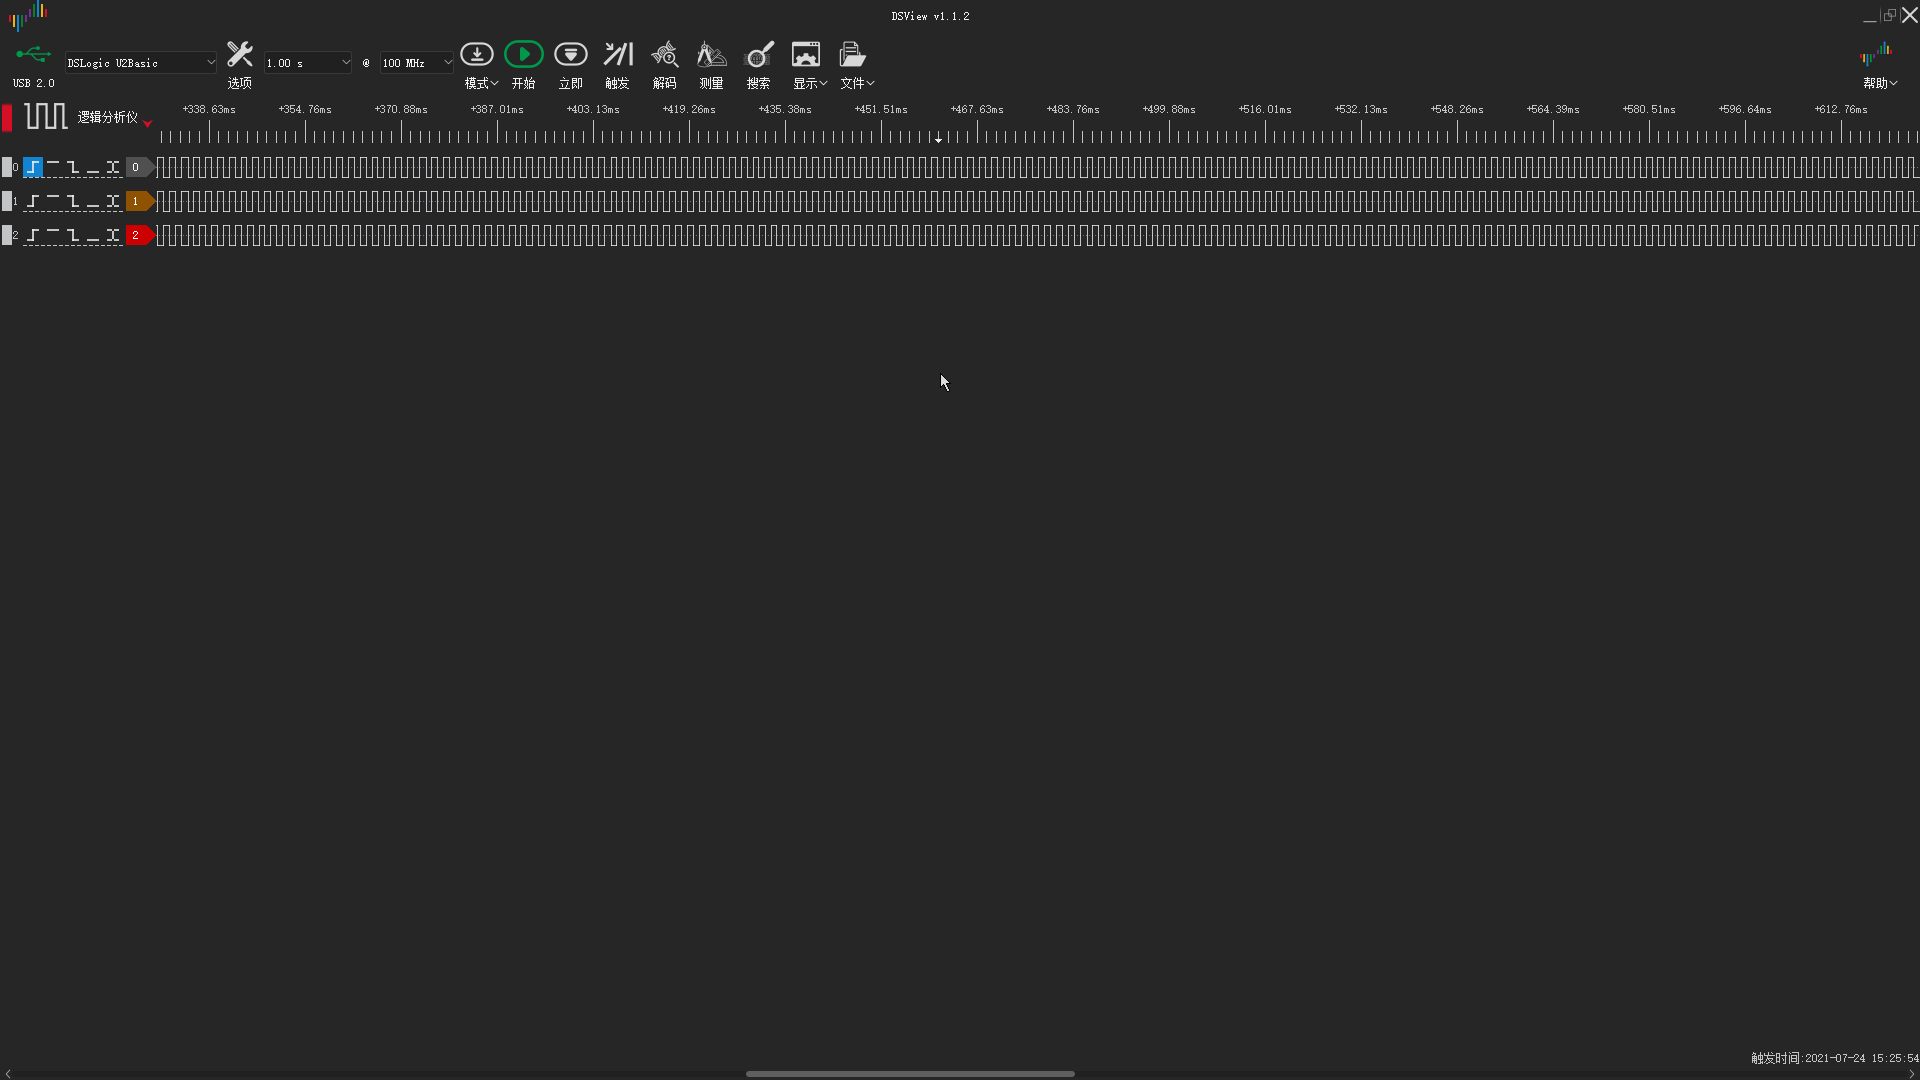 DSView v1.1.2
USB 2.0
DSLogic U2Basic
选项
1.00 s
@
100 MHz
模式
开始
立即
触发
解码
测量
搜索
显示
文件
帮助
逻辑分析仪
+338.63ms +354.76ms +370.88ms +387.01ms +403.13ms +419.26ms +435.38ms +451.51ms +467.63ms +483.76ms +499.88ms +516.01ms +532.13ms +548.26ms +564.39ms +580.51ms +596.64ms +612.76ms
0 0
1 1
2 2
触发时间:2021-07-24 15:25:54